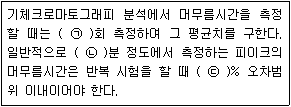 기체크로마토그래피 분석에서 머무름시간을 측정
할 때는 ( ㉠ )회 측정하여 그 평균치를 구한다.
일반적으로 ( ㉡ )분 정도에서 측정하는 피이크의
머무름시간은 반복 시험을 할 때 ( ㉢ )% 오차범
위 이내이어야 한다.